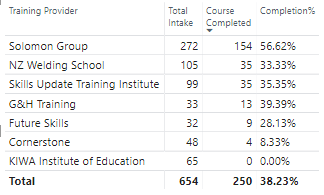 Training Provider Total Intake Course Completed Completion%
Solomon Group 272 154 56.62%
NZ Welding School 105 35 33.33%
Skills Update Training Institute 99 35 35.35%
G&H Training 33 13 39.39%
Future Skills 32 9 28.13%
Cornerstone 48 4 8.33%
KIWA Institute of Education 65 0 0.00%
Total 654 250 38.23%